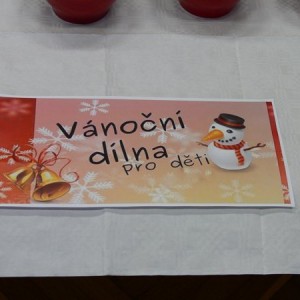 Vánoční
dílna
pro děti